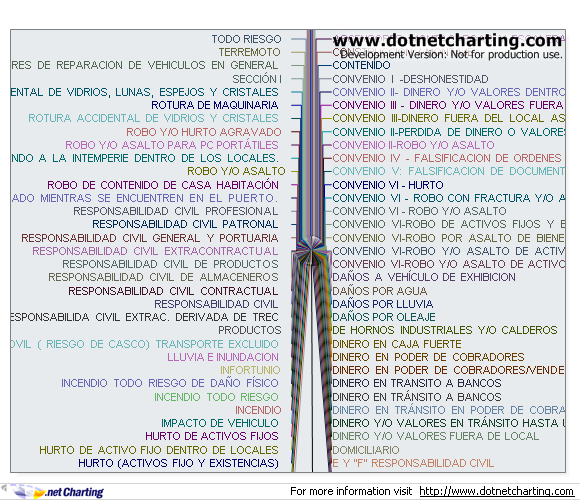 www.dotnetcharting.com
Development Version: Not for production use.
TODO RIESGO
TERREMOTO
RES DE REPARACION DE VEHICULOS EN GENERAL
SECCIÓN I
ENTAL DE VIDRIOS, LUNAS, ESPEJOS Y CRISTALES
ROTURA DE MAQUINARIA
ROTURA ACCIDENTAL DE VIDRIOS Y CRISTALES
ROBO Y/O HURTO AGRAVADO
ROBO Y/O ASALTO PARA PC PORTÁTILES
NDO A LA INTEMPERIE DENTRO DE LOS LOCALES.
ROBO Y/O ASALTO
ROBO DE CONTENIDO DE CASA HABITACIÓN
ADO MIENTRAS SE ENCUENTREN EN EL PUERTO.
RESPONSABILIDAD CIVIL PROFESIONAL
RESPONSABILIDAD CIVIL PATRONAL
RESPONSABILIDAD CIVIL GENERAL Y PORTUARIA
RESPONSABILIDAD CIVIL EXTRACONTRACTUAL
RESPONSABILIDAD CIVIL DE PRODUCTOS
RESPONSABILIDAD CIVIL DE ALMACENEROS
RESPONSABILIDAD CIVIL CONTRACTUAL
RESPONSABILIDAD CIVIL
ESPONSABILIDA CIVIL EXTRAC. DERIVADA DE TREC
PRODUCTOS
OVIL ( RIESGO DE CASCO) TRANSPORTE EXCLUIDO
LLUVIA E INUNDACION
INFORTUNIO
INCENDIO TODO RIESGO DE DAÑO FÍSICO
INCENDIO TODO RIESGO
INCENDIO
IMPACTO DE VEHICULO
HURTO DE ACTIVOS FIJOS
HURTO DE ACTIVO FIJO DENTRO DE LOCALES
HURTO (ACTIVOS FIJO Y EXISTENCIAS)
CONTENIDO
CONVENIO I -DESHONESTIDAD
CONVENIO II- DINERO Y/O VALORES DENTRO
CONVENIO III - DINERO Y/O VALORES FUERA
CONVENIO III-DINERO FUERA DEL LOCAL AS
CONVENIO II-PERDIDA DE DINERO O VALORES
CONVENIO II-ROBO Y/O ASALTO
CONVENIO IV - FALSIFICACION DE ORDENES
CONVENIO V: FALSIFICACION DE DOCUMENT
CONVENIO VI - HURTO
CONVENIO VI - ROBO CON FRACTURA Y/O A
CONVENIO VI -ROBO Y/O ASALTO
CONVENIO VI-ROBO DE ACTIVOS FIJOS Y E
CONVENIO VI-ROBO POR ASALTO DE BIENE
CONVENIO VI-ROBO Y/O ASALTO DE ACTIV
CONVENIO VI-ROBO Y/O ASALTO DE ACTIVO
DAÑOS A VEHÍCULO DE EXHIBICION
DAÑOS POR AGUA
DAÑOS POR LLUVIA
DAÑOS POR OLEAJE
DE HORNOS INDUSTRIALES Y/O CALDEROS
DINERO EN CAJA FUERTE
DINERO EN PODER DE COBRADORES
DINERO EN PODER DE COBRADORES/VENDE
DINERO EN TRÁNSITO A BANCOS
DINERO EN TRÁNSITO A BANCOS
DINERO EN TRÁNSITO EN PODER DE COBRA
DINERO Y/O VALORES EN TRÁNSITO HASTA
DINERO Y/O VALORES FUERA DE LOCAL
DOMICILIARIO
E Y "F" RESPONSABILIDAD CIVIL
.net Charting
For more information visit http://www.dotnetcharting.com